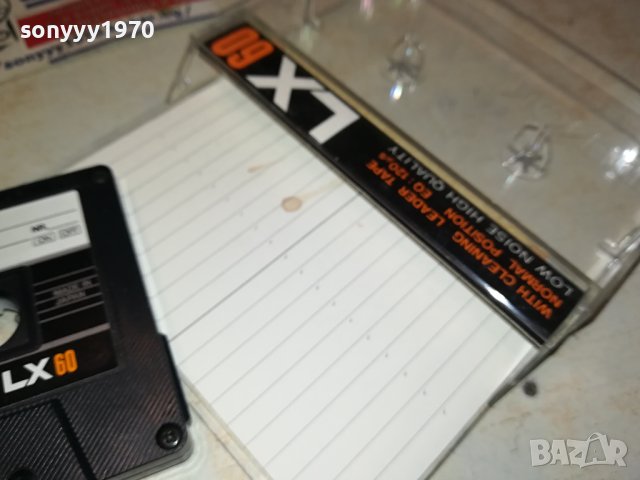 sonyyy1970
LX 60
WITH CLEANING LEADER TAPE
NORMAL POSITION EQ 120μs
LOW NOISE HIGH QUALITY
NR
MADE IN
JAPAN
LX 60
BAZAR